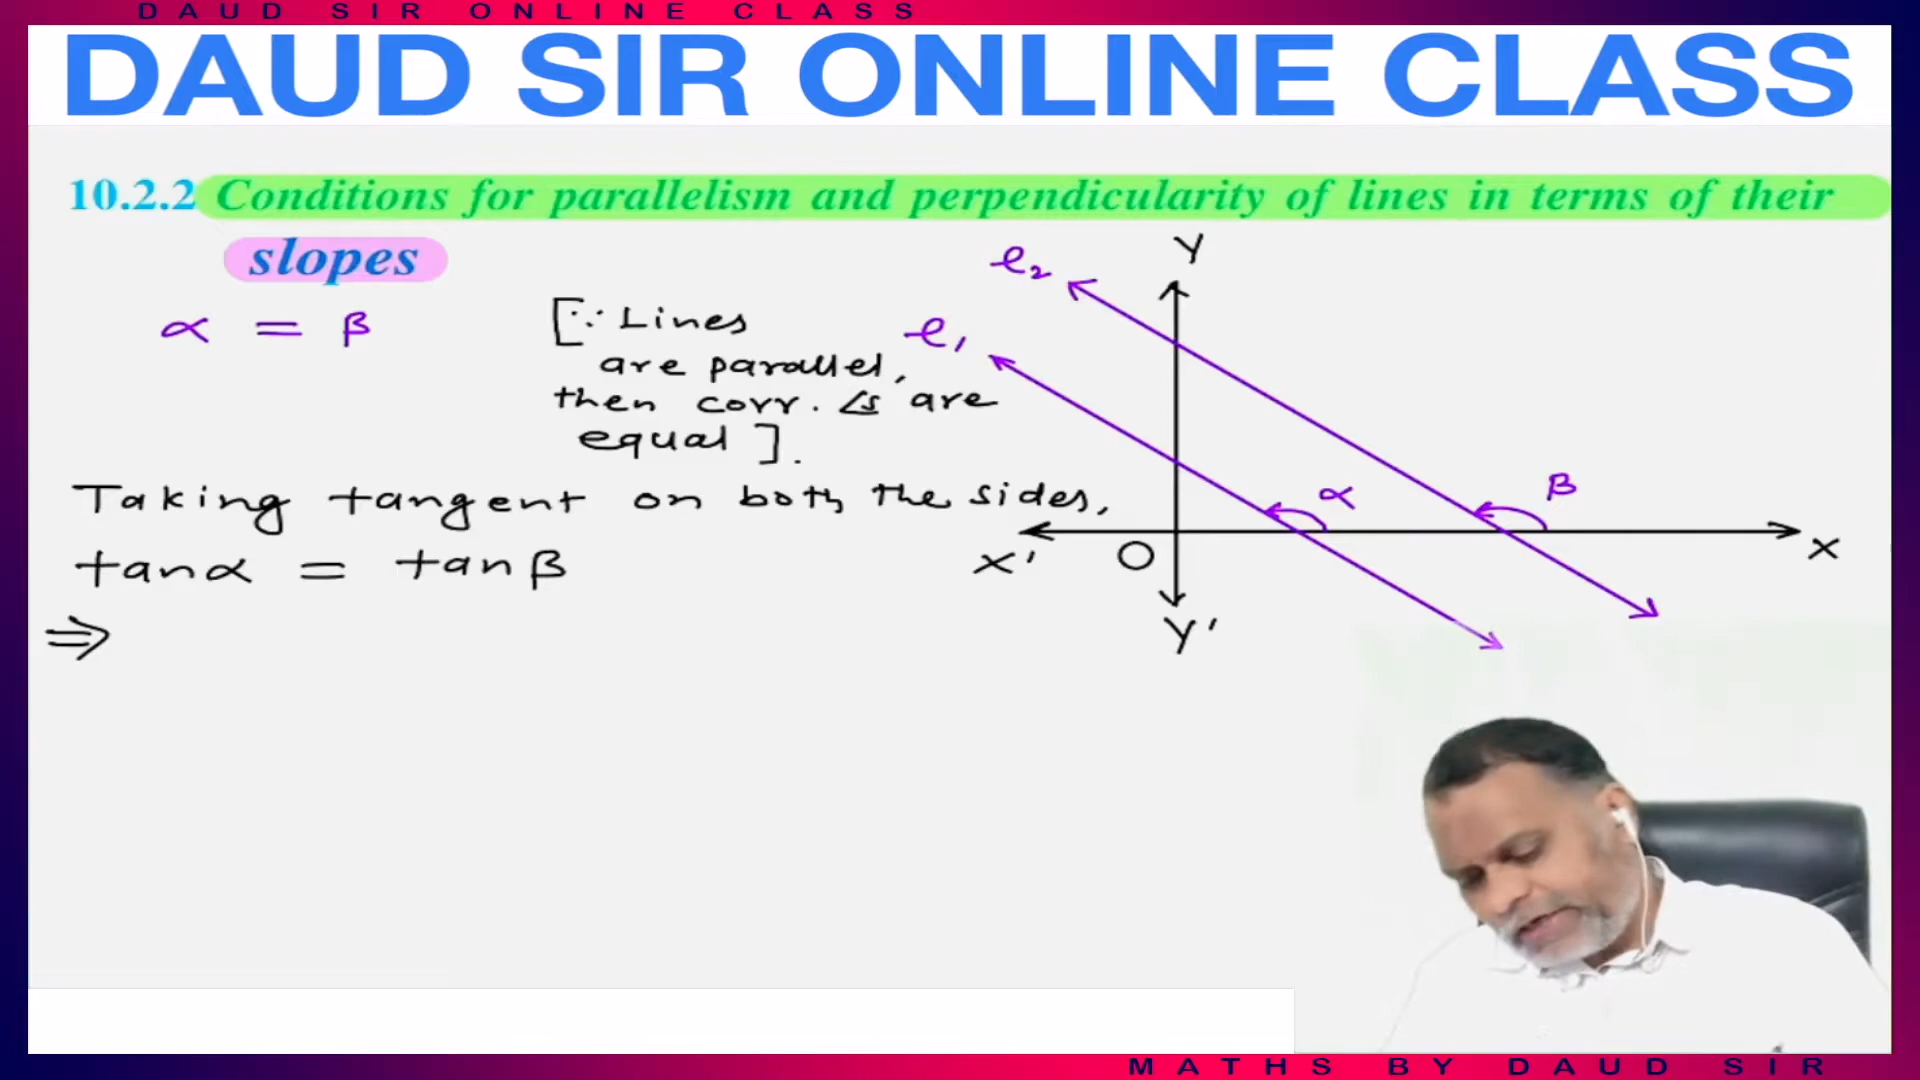 DAUD SIR ONLINE CLASS
DAUD SIR ONLINE CLASS
10.2.2 Conditions for parallelism and perpendicularity of lines in terms of their
slopes
α = β
[∵ Lines
are parallel,
then corr. ∠s are
equal].
Taking tangent on both the sides,
tanα = tanβ
⇒
Y
l₂
l₁
α
β
X'
O
X
Y'
MATHS BY DAUD SIR